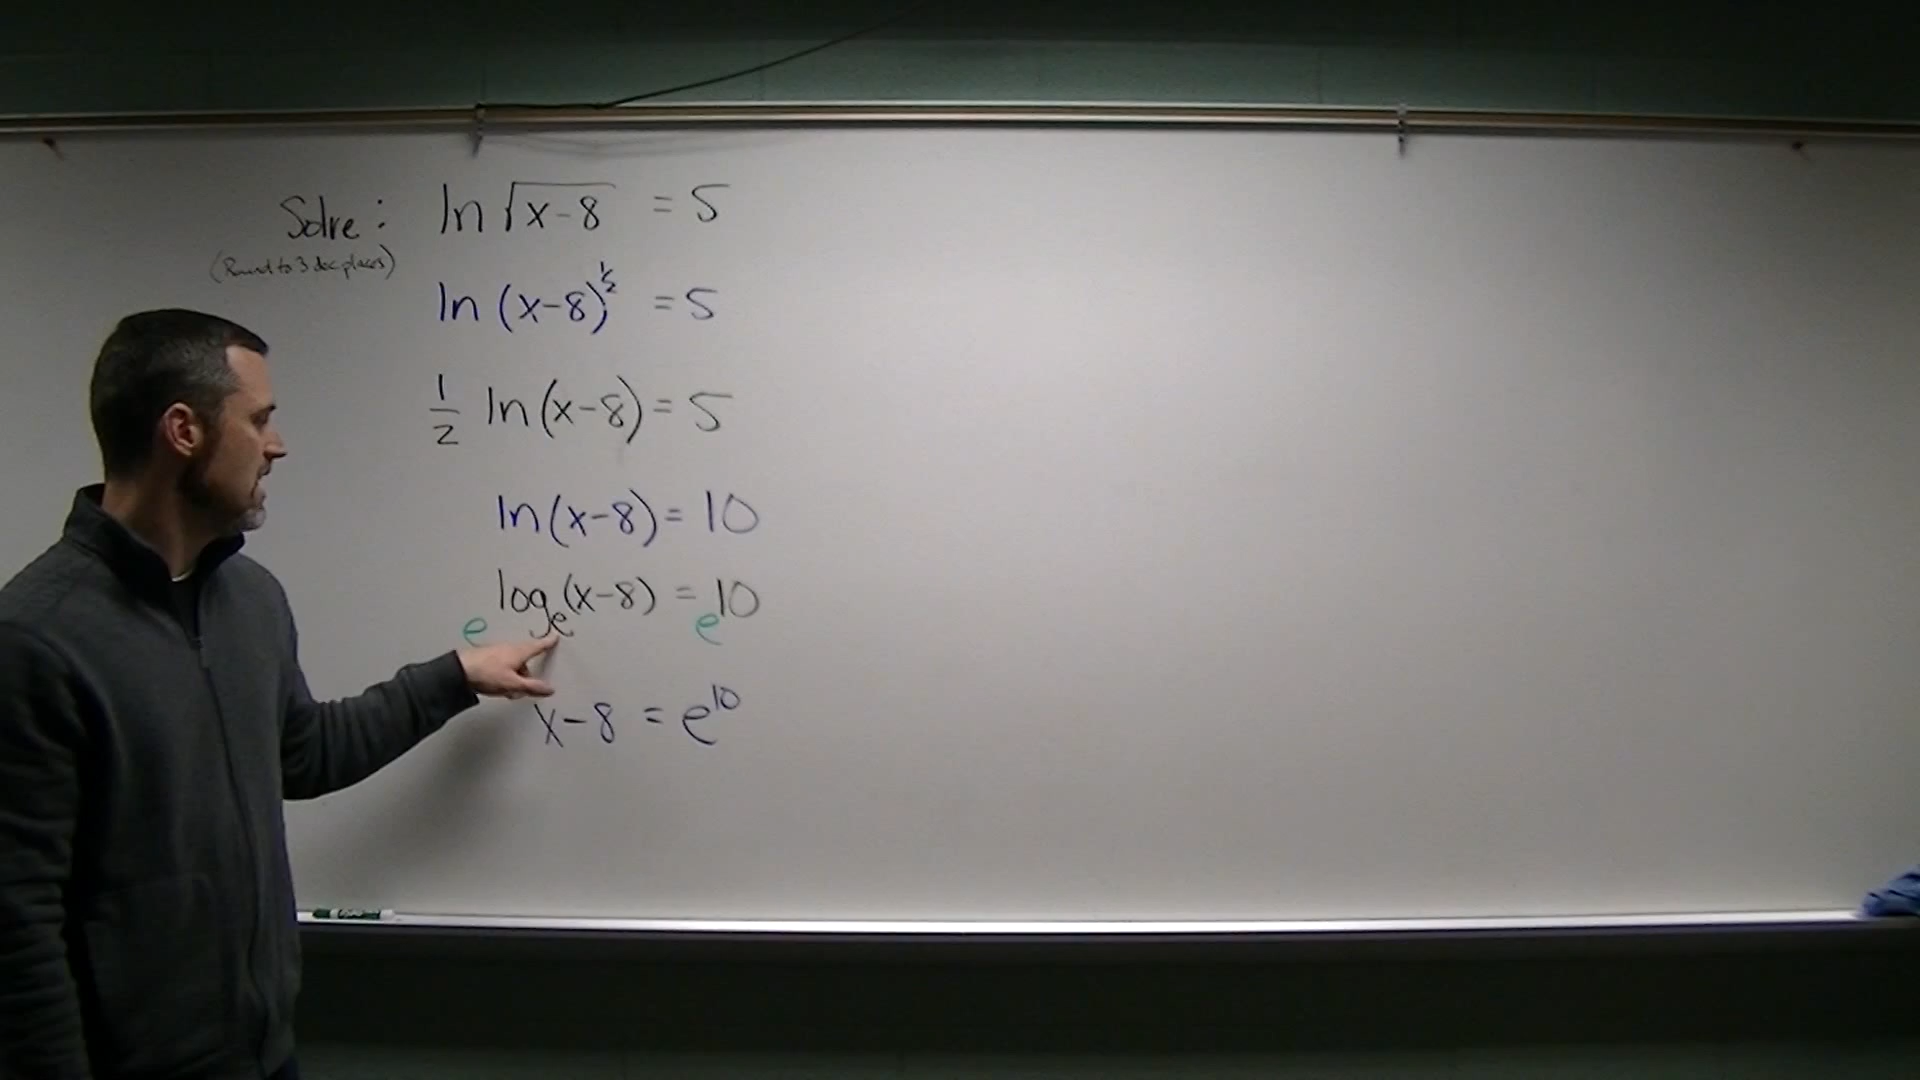 Solve: ln √(x-8) = 5
(Round to 3 dec places)
ln (x-8)^(1/2) = 5
1/2 ln(x-8) = 5
ln(x-8) = 10
e^(log_e(x-8)) = e^10
x-8 = e^10